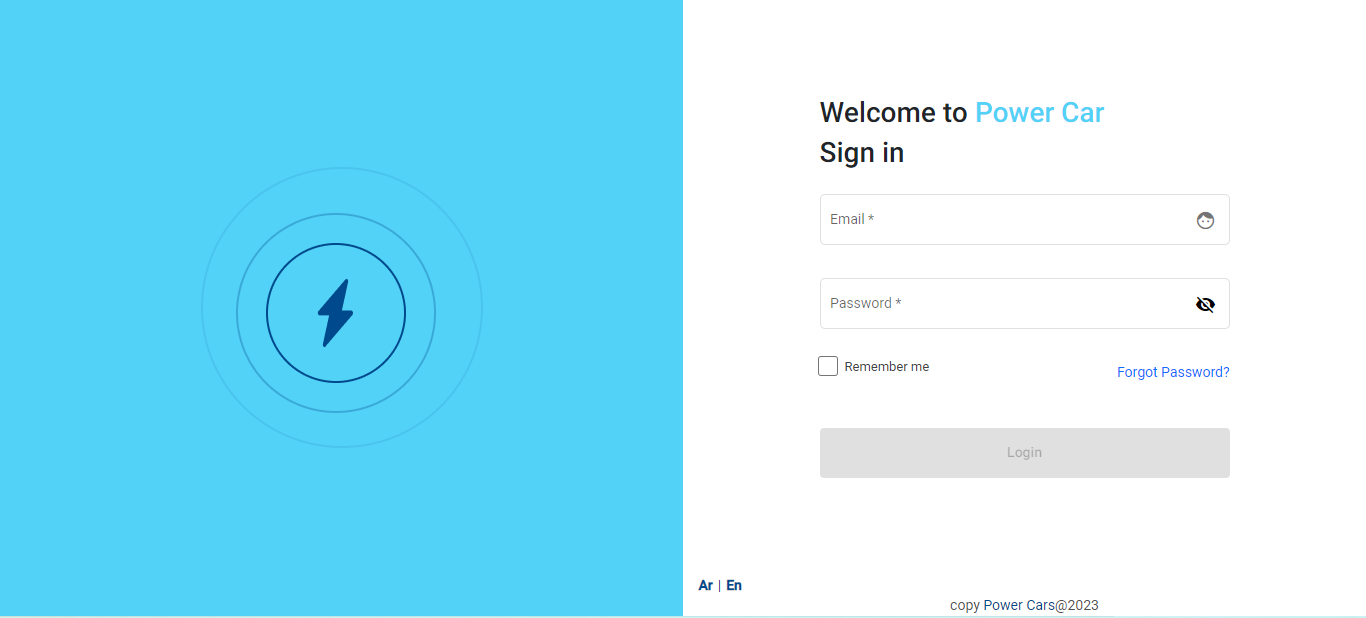 Welcome to Power Car
Sign in
Email *
Password *
Remember me
Forgot Password?
Login
Ar | En
copy Power Cars@2023